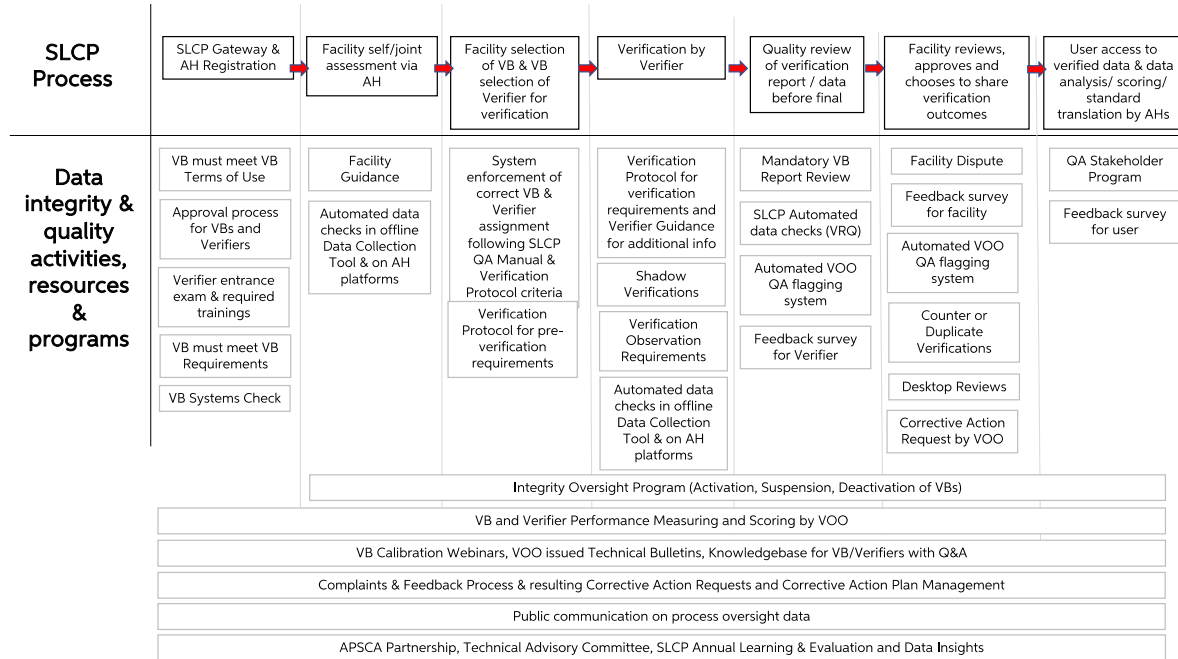 SLCP
Process
SLCP Gateway &
AH Registration
Facility self/joint
assessment via
AH
Facility selection
of VB & VB
selection of
Verifier for
verification
Verification by
Verifier
Quality review
of verification
report / data
before final
Facility reviews,
approves and
chooses to share
verification
outcomes
User access to
verified data & data
analysis/ scoring/
standard
translation by AHs
Data
integrity &
quality
activities,
resources
&
programs
VB must meet VB
Terms of Use
Approval process
for VBs and
Verifiers
Verifier entrance
exam & required
trainings
VB must meet VB
Requirements
VB Systems Check
Facility
Guidance
Automated data
checks in offline
Data Collection
Tool & on AH
platforms
System
enforcement of
correct VB &
Verifier
assignment
following SLCP
QA Manual &
Verification
Protocol criteria
Verification
Protocol for pre-
verification
requirements
Verification
Protocol for
verification
requirements and
Verifier Guidance
for additional info
Shadow
Verifications
Verification
Observation
Requirements
Automated data
checks in offline
Data Collection
Tool & on AH
platforms
Mandatory VB
Report Review
SLCP Automated
data checks (VRQ)
Automated VOO
QA flagging
system
Feedback survey
for Verifier
Facility Dispute
Feedback survey
for facility
Automated VOO
QA flagging
system
Counter or
Duplicate
Verifications
Desktop Reviews
Corrective Action
Request by VOO
QA Stakeholder
Program
Feedback survey
for user
Integrity Oversight Program (Activation, Suspension, Deactivation of VBs)
VB and Verifier Performance Measuring and Scoring by VOO
VB Calibration Webinars, VOO issued Technical Bulletins, Knowledgebase for VB/Verifiers with Q&A
Complaints & Feedback Process & resulting Corrective Action Requests and Corrective Action Plan Management
Public communication on process oversight data
APSCA Partnership, Technical Advisory Committee, SLCP Annual Learning & Evaluation and Data Insights